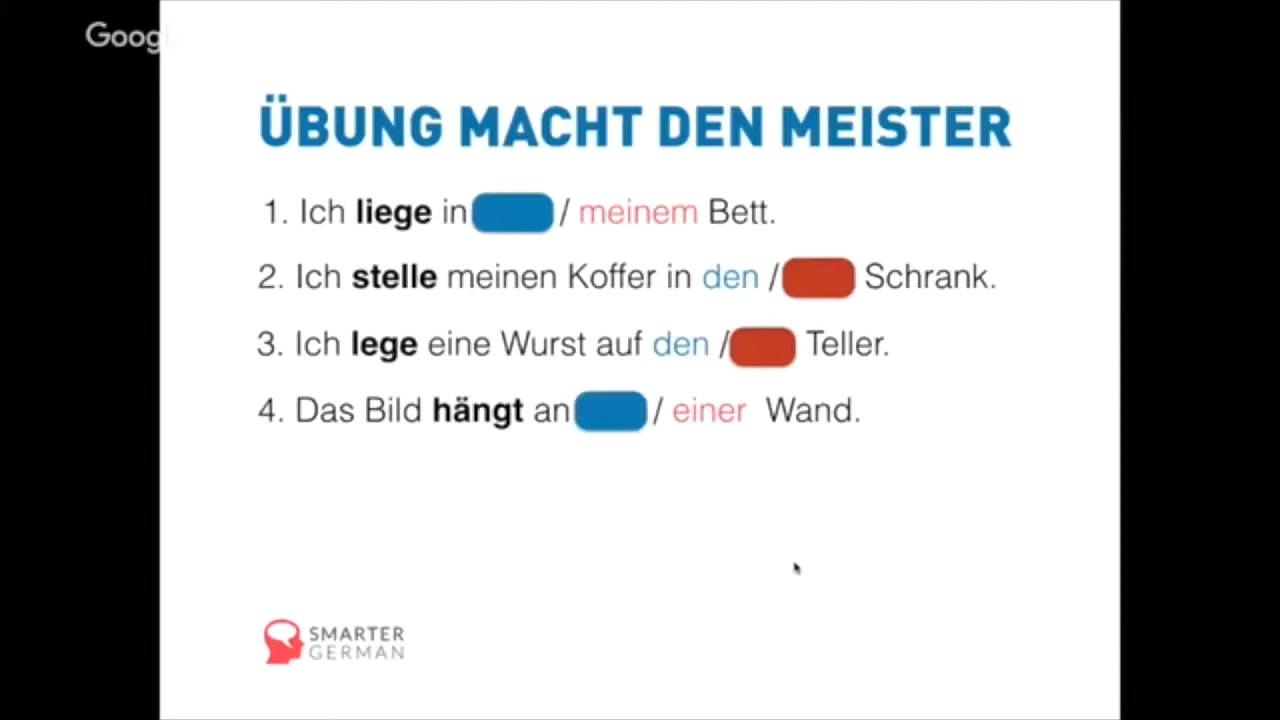 Goog
ÜBUNG MACHT DEN MEISTER
1. Ich liege in / meinem Bett.
2. Ich stelle meinen Koffer in den / Schrank.
3. Ich lege eine Wurst auf den / Teller.
4. Das Bild hängt an / einer Wand.
SMARTER
GERMAN